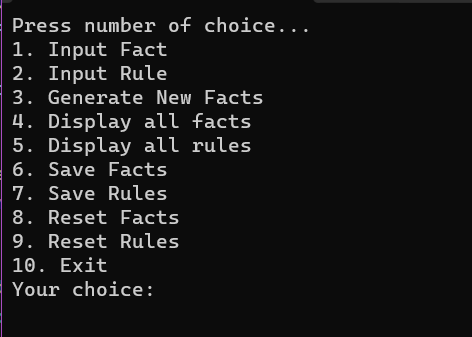 Press number of choice...
1. Input Fact
2. Input Rule
3. Generate New Facts
4. Display all facts
5. Display all rules
6. Save Facts
7. Save Rules
8. Reset Facts
9. Reset Rules
10. Exit
Your choice: